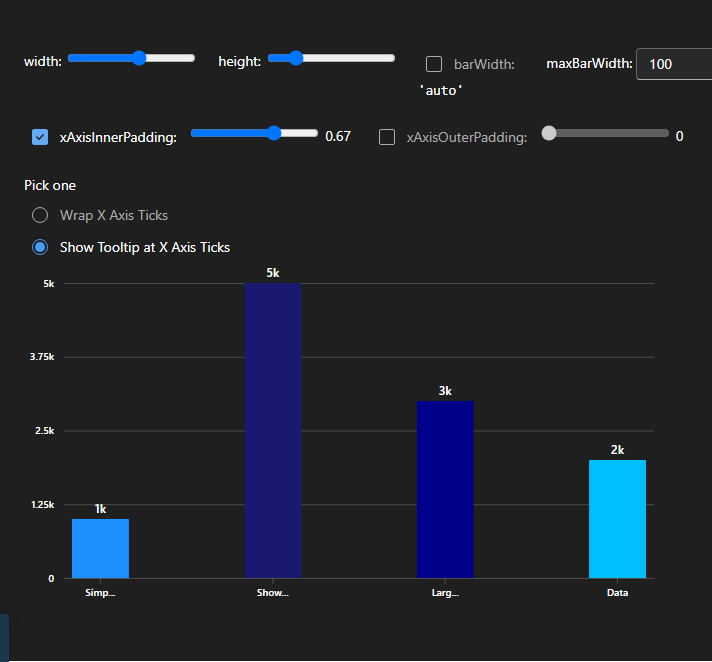 width: height: barWidth: maxBarWidth: 100
'auto'
xAxisInnerPadding: 0.67 xAxisOuterPadding: 0
Pick one
Wrap X Axis Ticks
Show Tooltip at X Axis Ticks
5k
5k
3.75k
3k
2.5k
2k
1.25k
1k
0
Simp... Show... Larg... Data